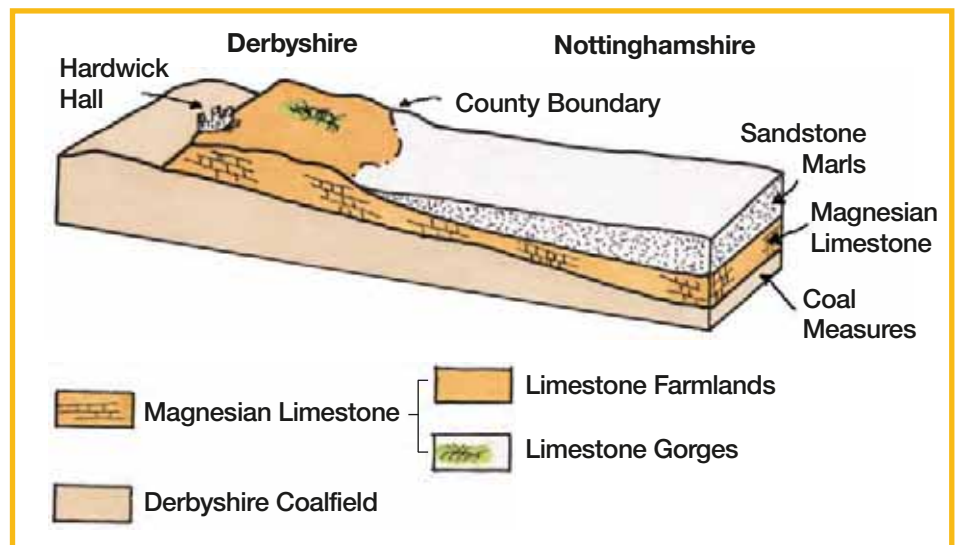 Derbyshire
Nottinghamshire
Hardwick
Hall
County Boundary
Sandstone
Marls
Magnesian
Limestone
Coal
Measures
Magnesian Limestone
Limestone Farmlands
Limestone Gorges
Derbyshire Coalfield